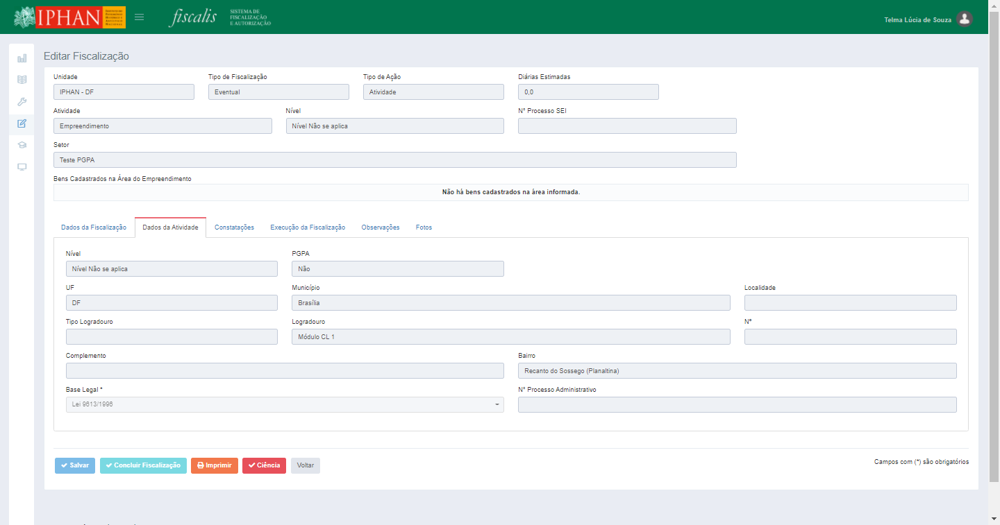 IPHAN
fiscalis
SISTEMA DE
FISCALIZAÇÃO
E AUTORIZAÇÃO
Telma Lúcia de Souza
Editar Fiscalização
Unidade Tipo de Fiscalização Tipo de Ação Diárias Estimadas
IPHAN - DF Eventual Atividade 0,0
Atividade Nível N° Processo SEI
Empreendimento Nível Não se aplica
Setor
Teste PGPA
Bens Cadastrados na Área do Empreendimento
Não há bens cadastrados na área informada.
Dados da Fiscalização Dados da Atividade Constatações Execução da Fiscalização Observações Fotos
Nível PGPA
Nível Não se aplica Não
UF Município Localidade
DF Brasília
Tipo Logradouro Logradouro Nº
Módulo CL 1
Complemento Bairro
Recanto do Sossego (Planaltina)
Base Legal * N° Processo Administrativo
Lei 9613/1996
Salvar Concluir Fiscalização Imprimir Ciência Voltar Campos com (*) são obrigatórios